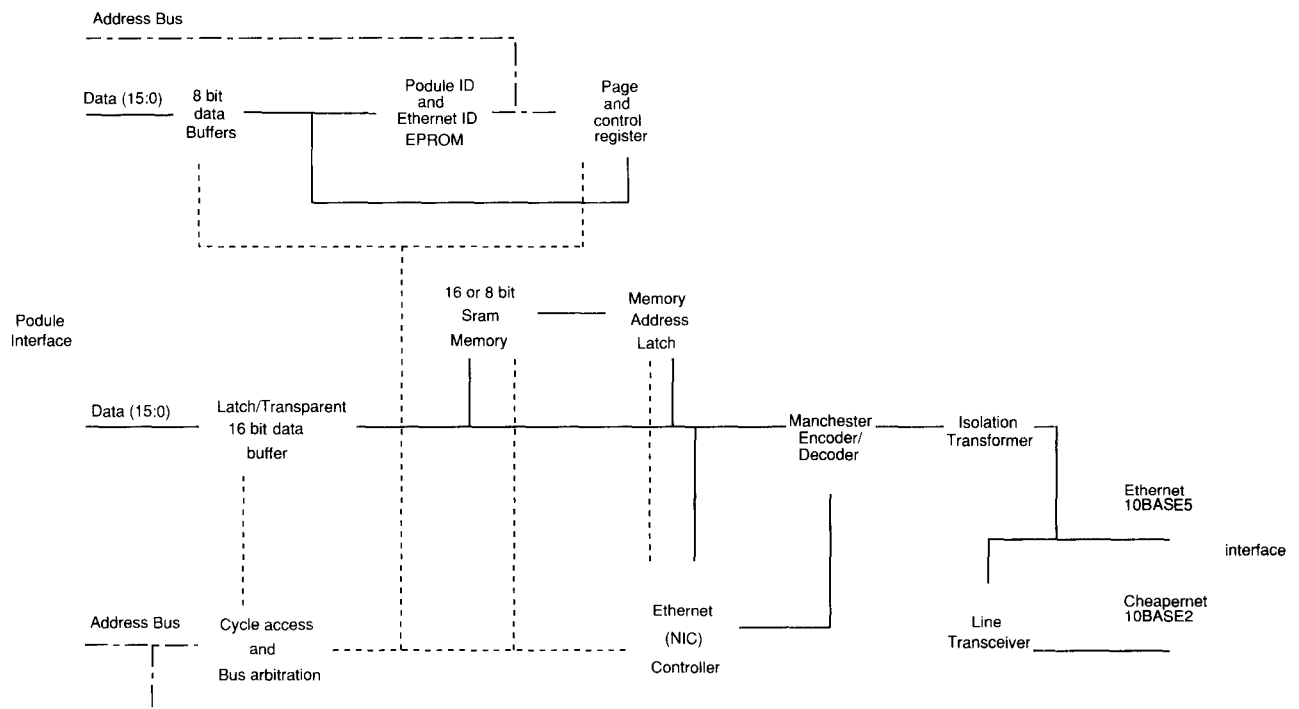 Address Bus
Data (15:0)
8 bit
data
Buffers
Podule ID
and
Ethernet ID
EPROM
Page
and
control
register
16 or 8 bit
Sram
Memory
Memory
Address
Latch
Podule
Interface
Data (15:0)
Latch/Transparent
16 bit data
buffer
Manchester
Encoder/
Decoder
Isolation
Transformer
Ethernet
10BASE5
interface
Address Bus
Cycle access
and
Bus arbitration
Ethernet
(NIC)
Controller
Line
Transceiver
Cheapernet
10BASE2